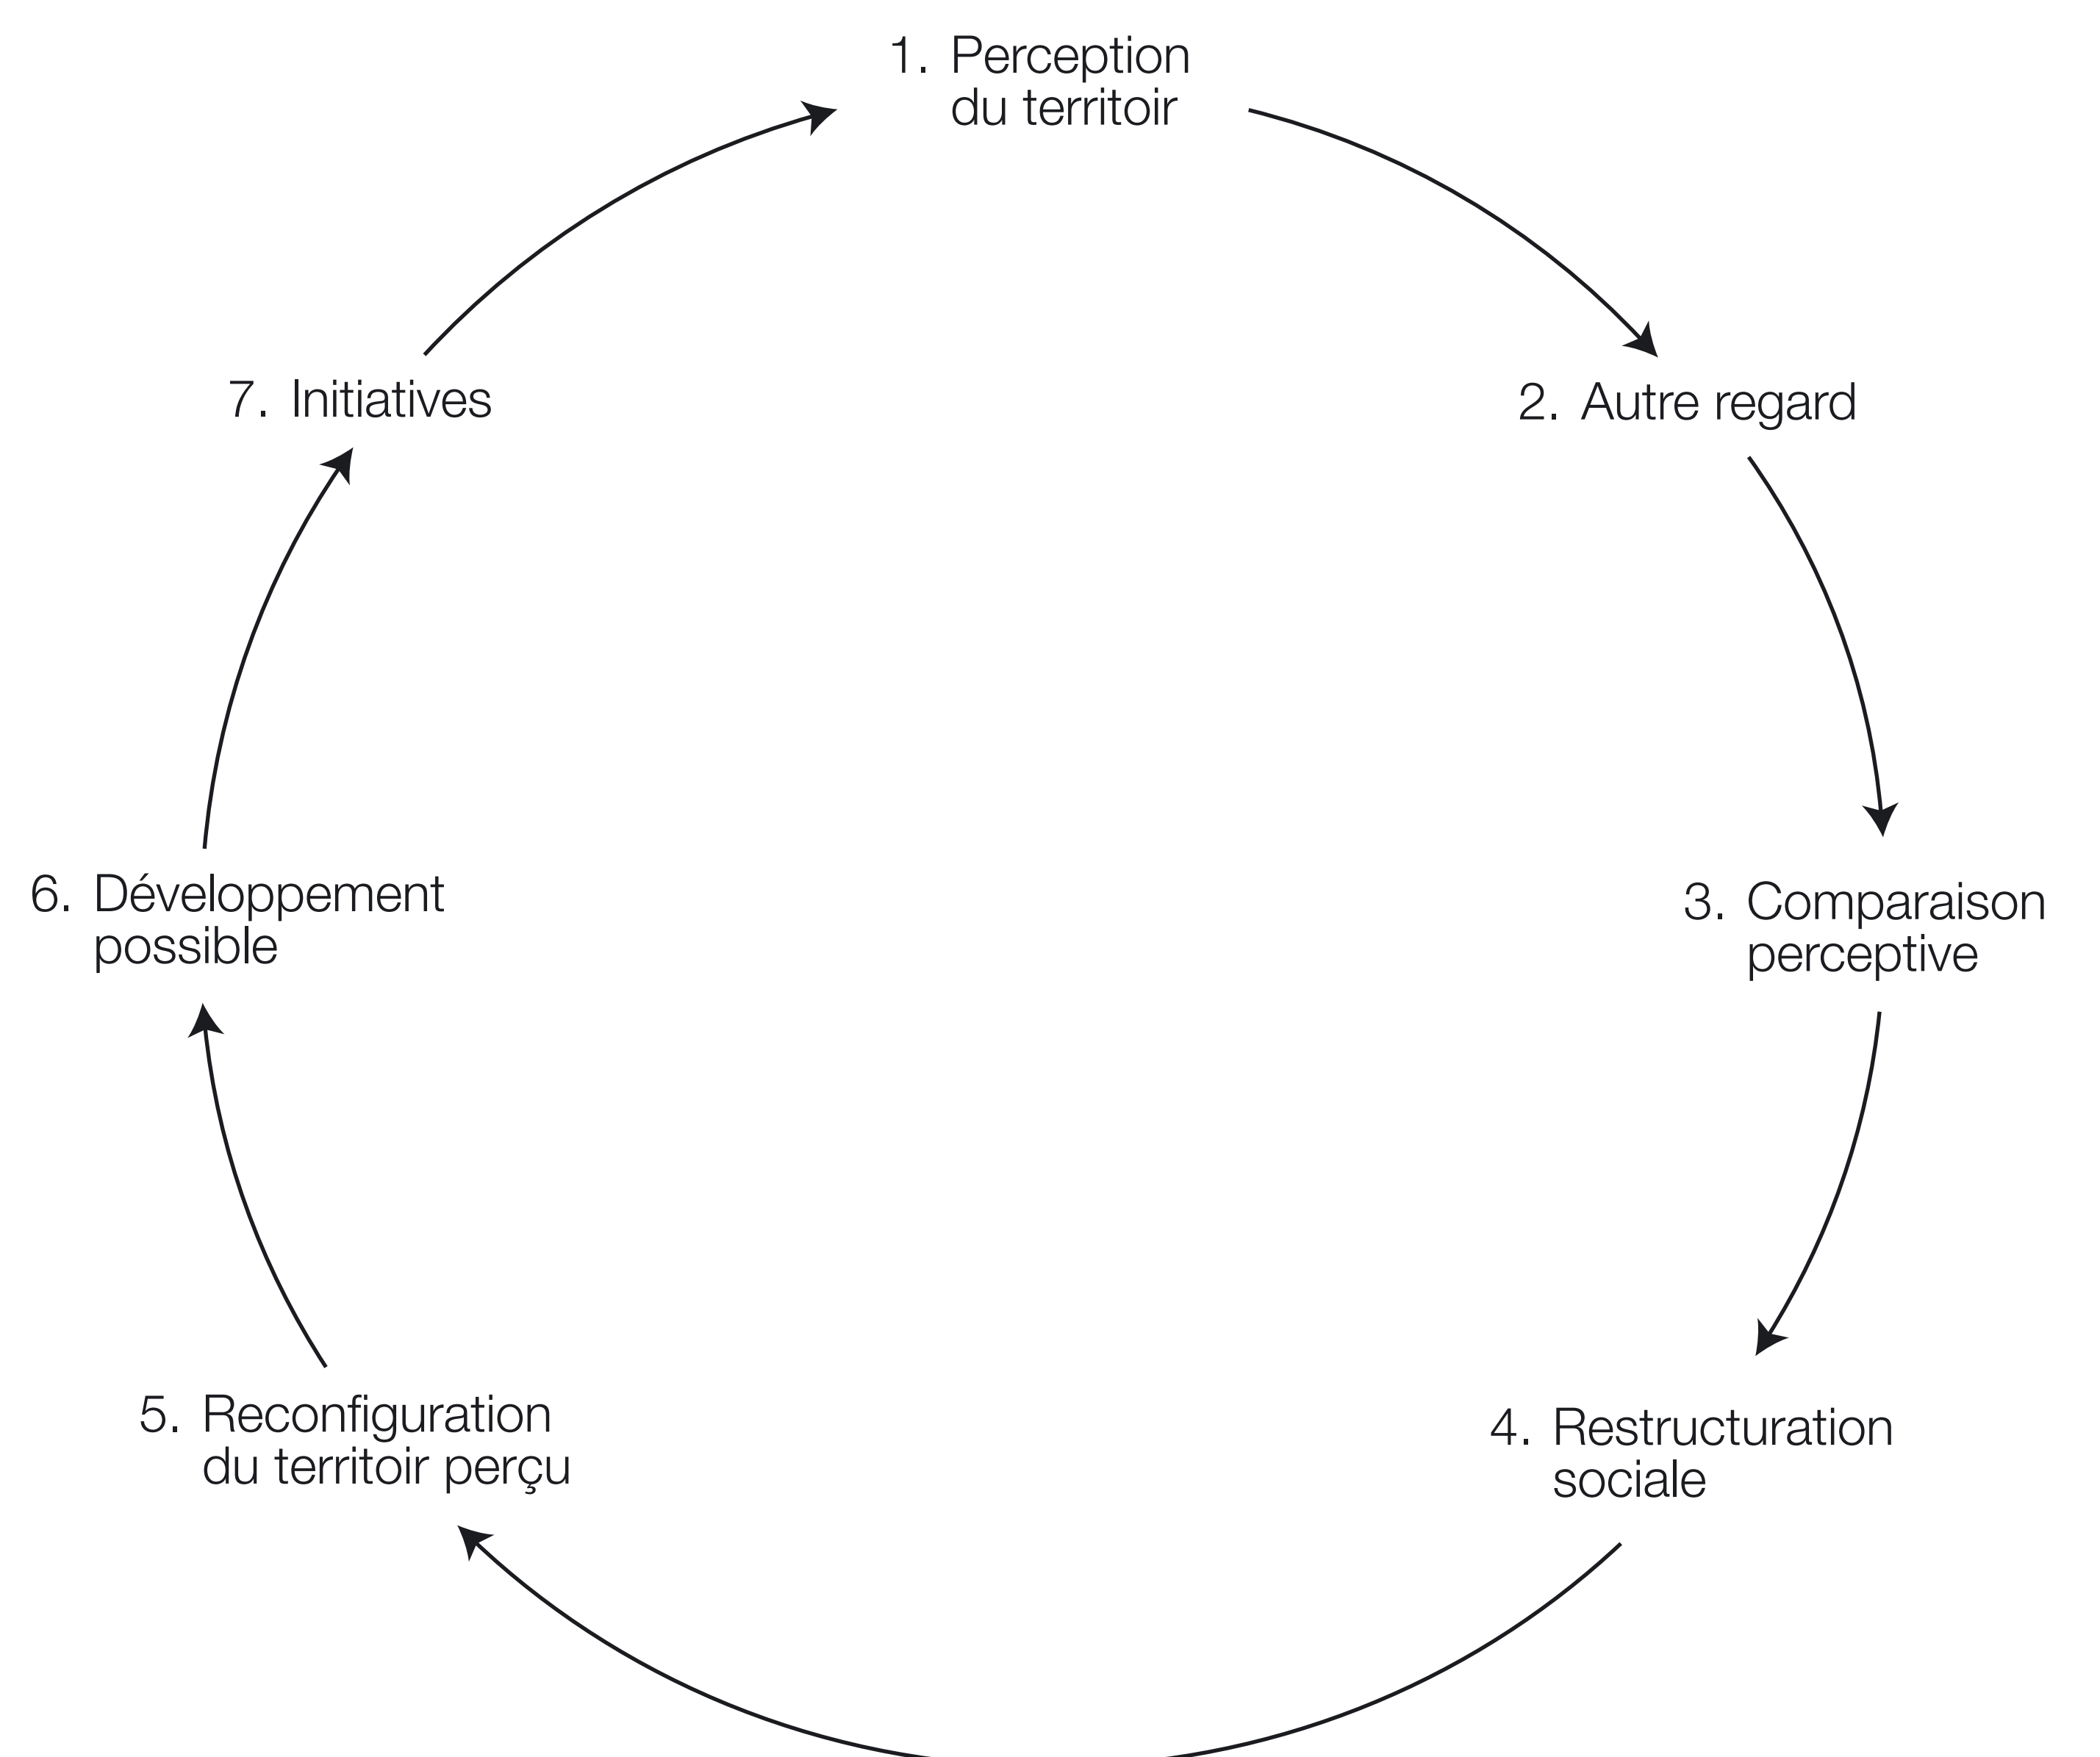 1. Perception
du territoir
2. Autre regard
3. Comparaison
perceptive
4. Restructuration
sociale
5. Reconfiguration
du territoir perçu
6. Développement
possible
7. Initiatives